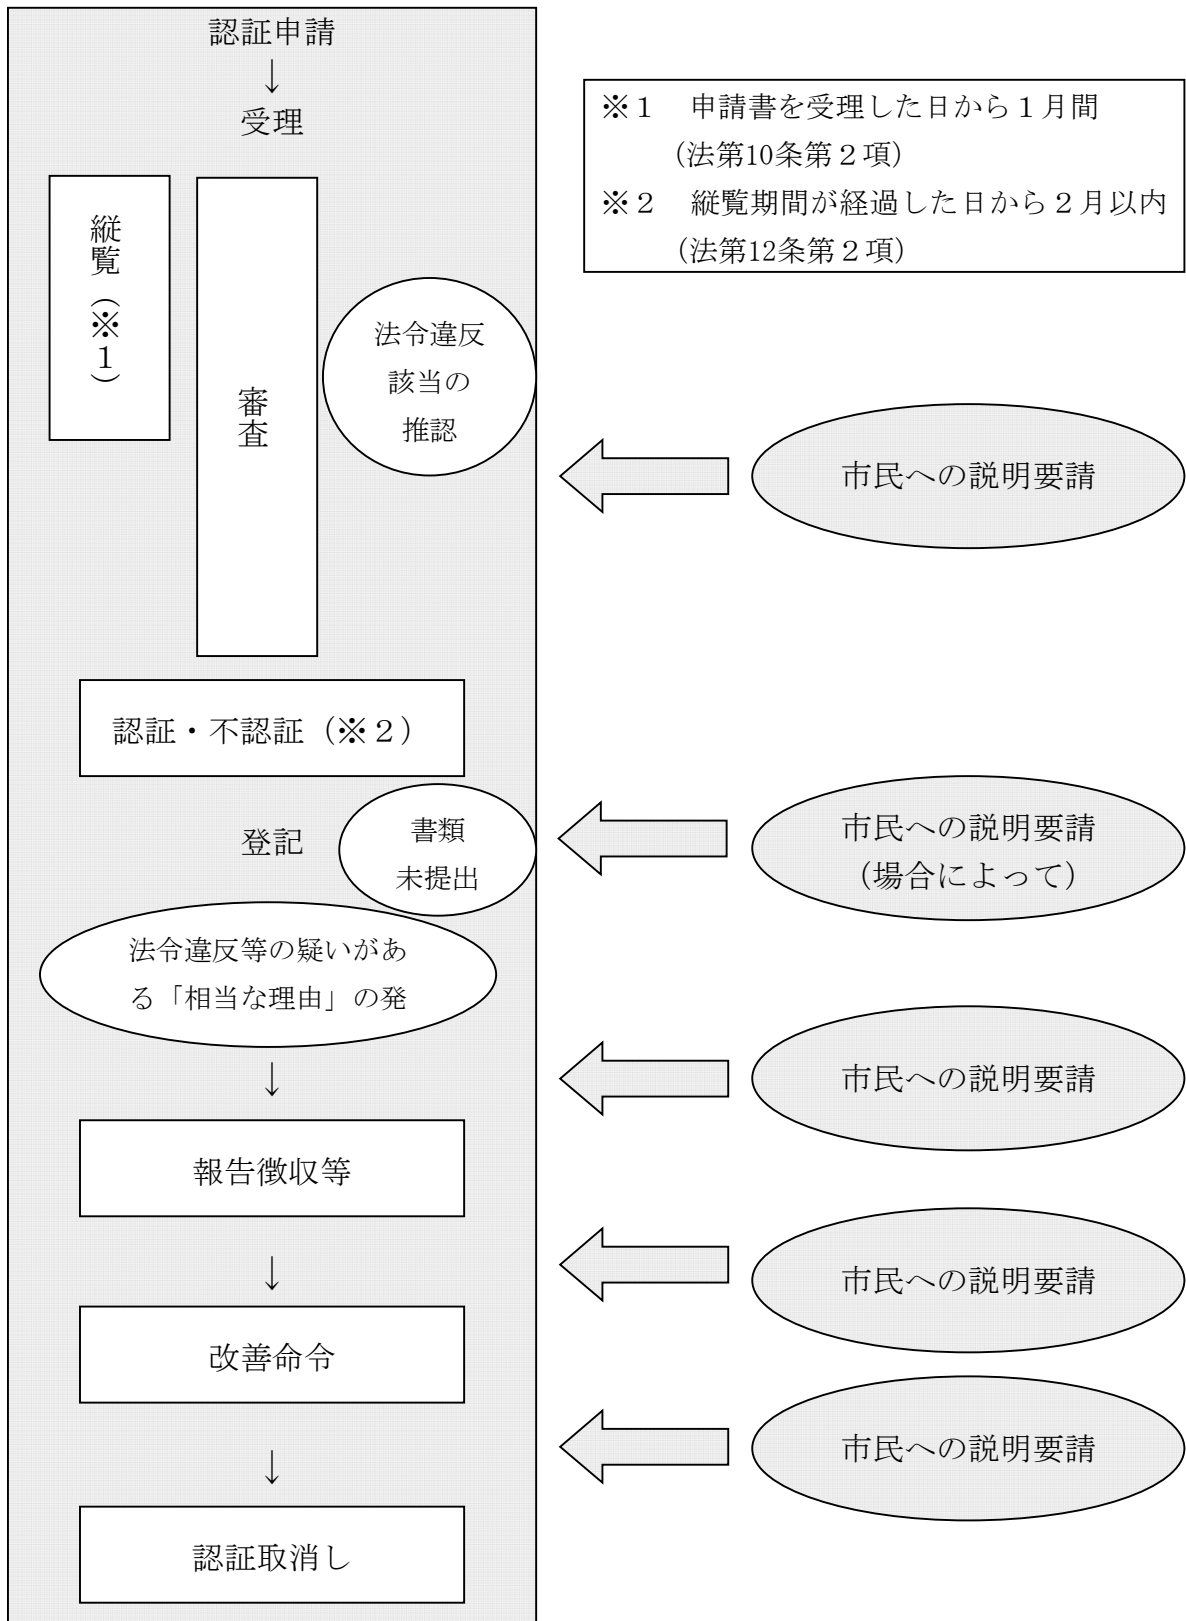 認証申請
↓
受理
※１　申請書を受理した日から１月間
（法第10条第２項）
※２　縦覧期間が経過した日から２月以内
（法第12条第２項）
縦覧（※１）
審査
法令違反
該当の
推認
市民への説明要請
認証・不認証（※２）
登記
書類
未提出
市民への説明要請
（場合によって）
法令違反等の疑いがあ
る「相当な理由」の発
↓
市民への説明要請
報告徴収等
↓
市民への説明要請
改善命令
↓
市民への説明要請
認証取消し